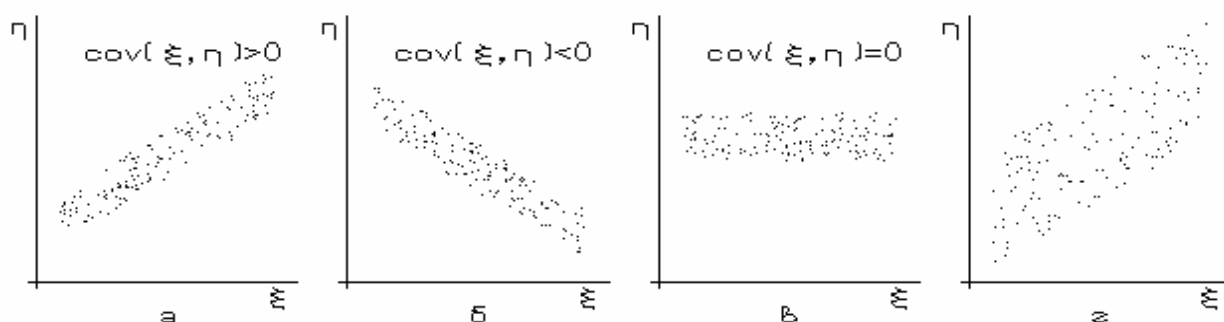 η η η η
cov( ξ, η )>0 cov( ξ, η )<0 cov( ξ, η )=0
ξ ξ ξ ξ
а б в г